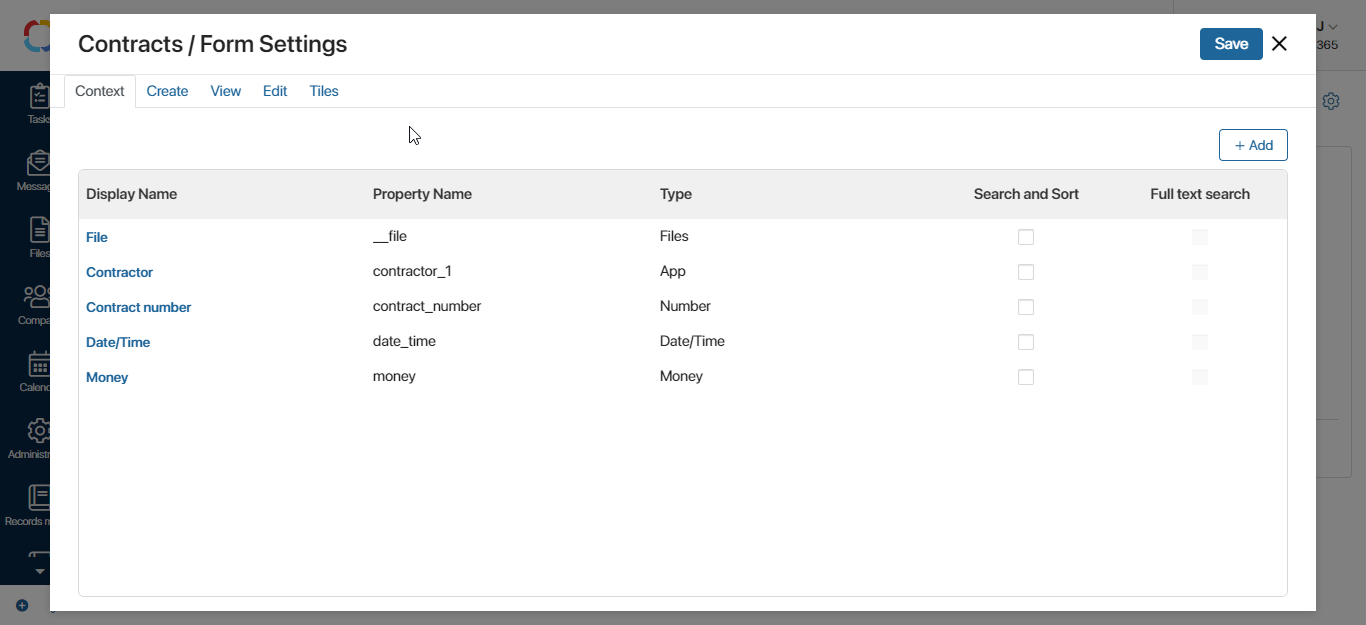 Contracts / Form Settings
Save
J
365
Context Create View Edit Tiles
+ Add
Display Name Property Name Type Search and Sort Full text search
File __file Files
Contractor contractor_1 App
Contract number contract_number Number
Date/Time date_time Date/Time
Money money Money
Task
Messag
Files
Compa
Calend
Administr
Records m